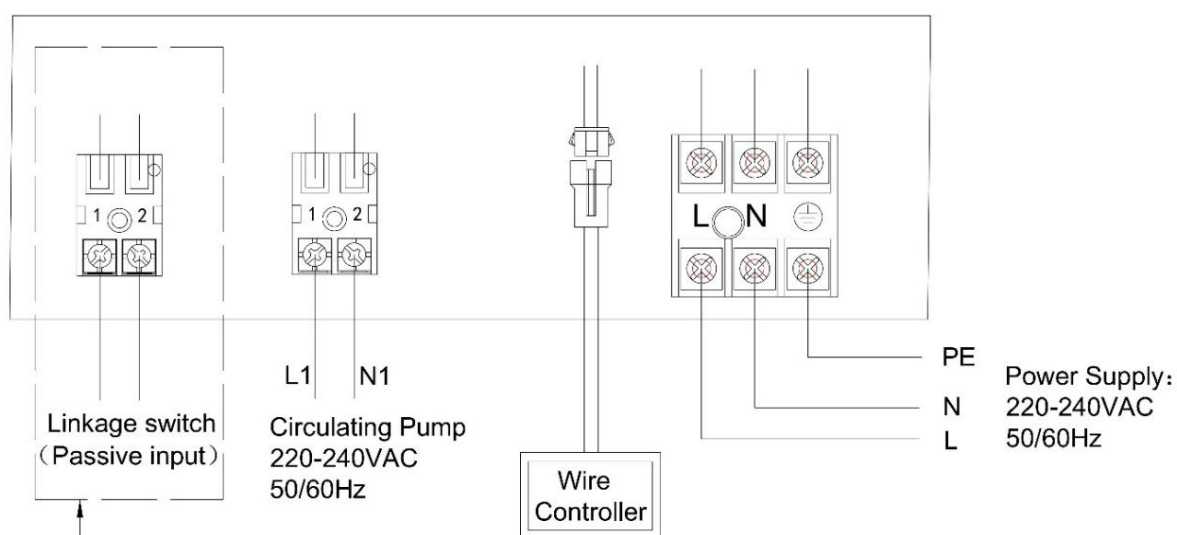 1 2
1 2
L N
L1 N1
Linkage switch
（Passive input）
Circulating Pump
220-240VAC
50/60Hz
Wire
Controller
PE
N
L
Power Supply：
220-240VAC
50/60Hz